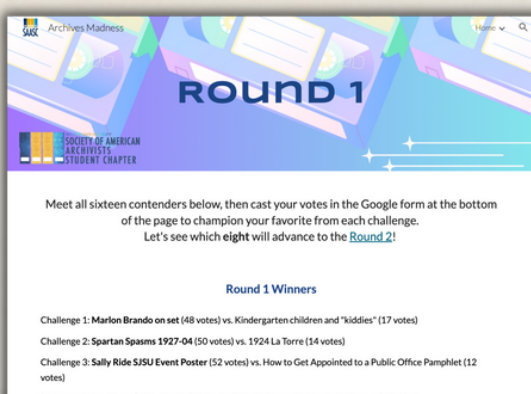 SAASC Archives Madness Home
ROUND 1
SOCIETY OF AMERICAN
ARCHIVISTS
STUDENT CHAPTER
Meet all sixteen contenders below, then cast your votes in the Google form at the bottom
of the page to champion your favorite from each challenge.
Let's see which eight will advance to the Round 2!
Round 1 Winners
Challenge 1: Marlon Brando on set (48 votes) vs. Kindergarten children and "kiddies" (17 votes)
Challenge 2: Spartan Spasms 1927-04 (50 votes) vs. 1924 La Torre (14 votes)
Challenge 3: Sally Ride SJSU Event Poster (52 votes) vs. How to Get Appointed to a Public Office Pamphlet (12
votes)